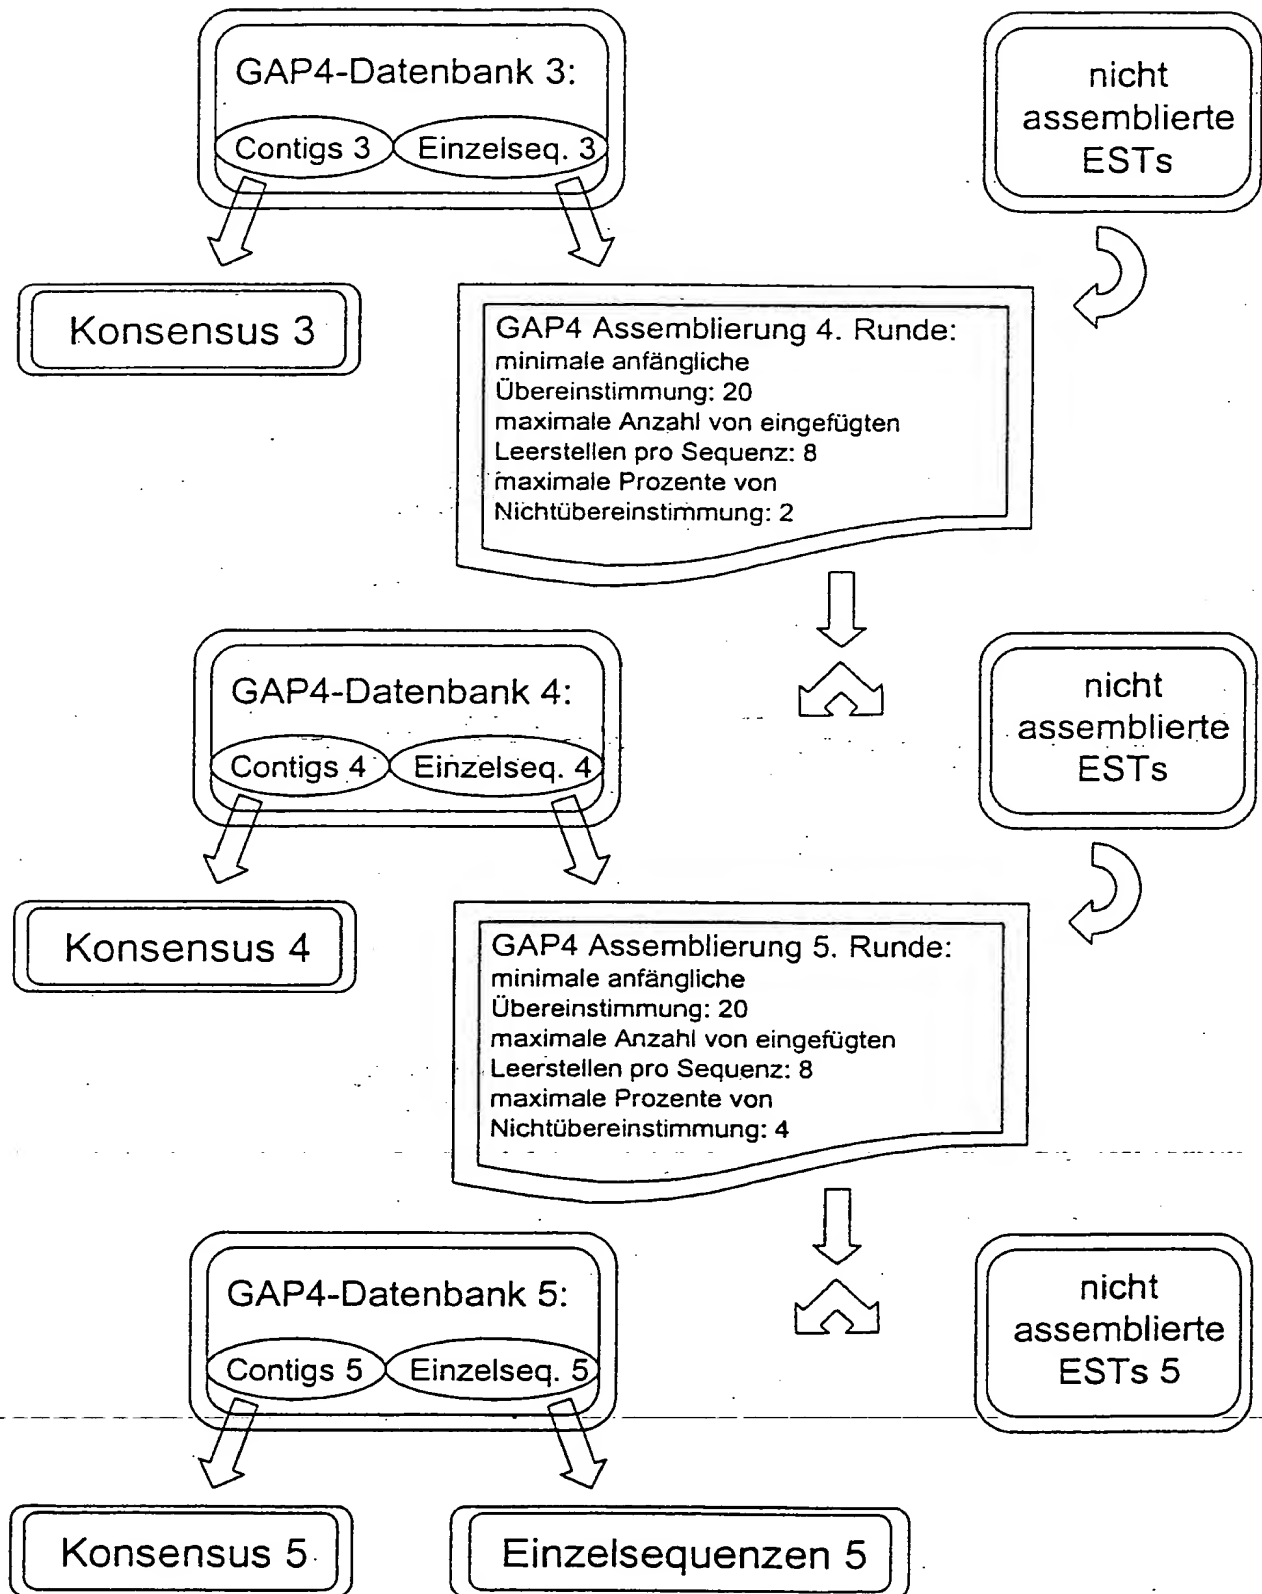 GAP4-Datenbank 3:
Contigs 3
Einzelseq. 3
nicht
assemblierte
ESTs
Konsensus 3
GAP4 Assemblierung 4. Runde:
minimale anfängliche
Übereinstimmung: 20
maximale Anzahl von eingefügten
Leerstellen pro Sequenz: 8
maximale Prozente von
Nichtübereinstimmung: 2
GAP4-Datenbank 4:
Contigs 4
Einzelseq. 4
nicht
assemblierte
ESTs
Konsensus 4
GAP4 Assemblierung 5. Runde:
minimale anfängliche
Übereinstimmung: 20
maximale Anzahl von eingefügten
Leerstellen pro Sequenz: 8
maximale Prozente von
Nichtübereinstimmung: 4
GAP4-Datenbank 5:
Contigs 5
Einzelseq. 5
nicht
assemblierte
ESTs 5
Konsensus 5
Einzelsequenzen 5